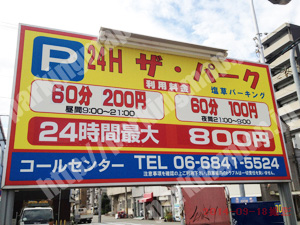 P 24H ザ・パーク
利用料金 塩草パーキング
60分 200円 60分 100円
昼間9:00～21:00 夜間21:00～9:00
24時間最大 800円
コールセンター TEL 06-6841-5524